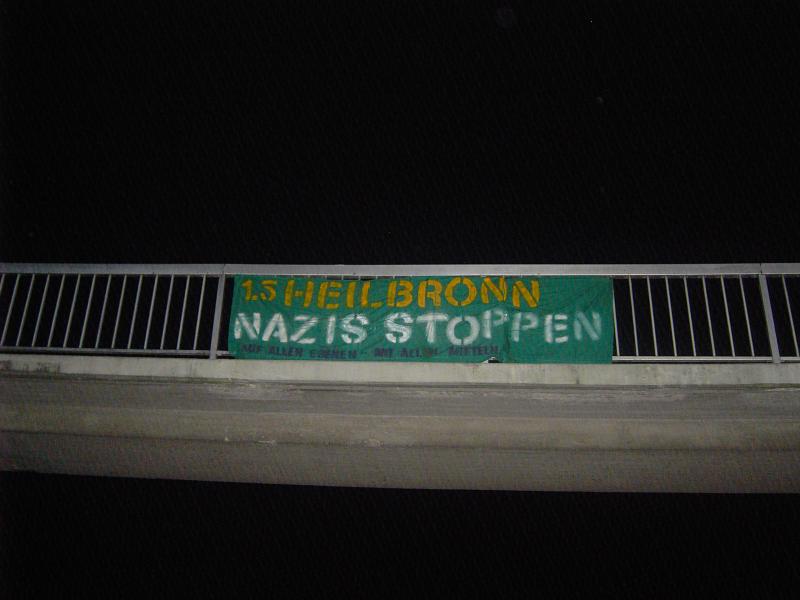 1.5 HEILBRONN
NAZIS STOPPEN
AUF ALLEN EBENEN - MIT ALLEN MITTELN